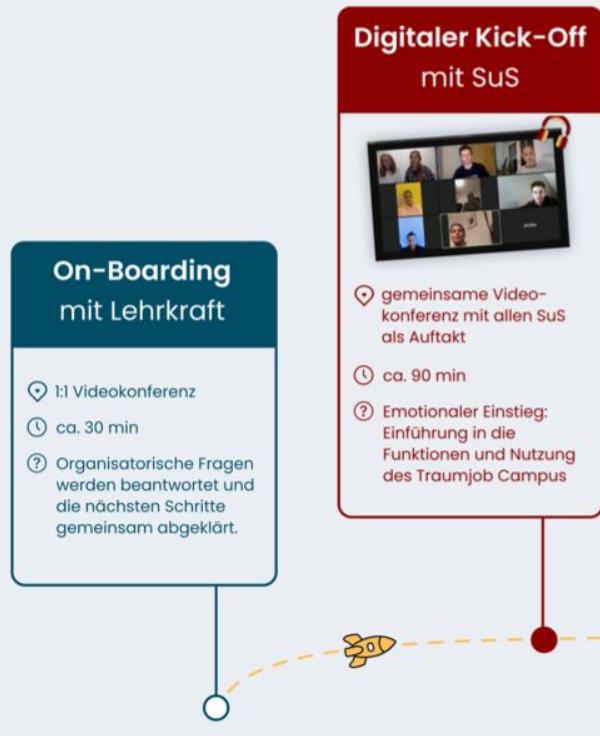 Digitaler Kick-Off
mit SuS
gemeinsame Video-
konferenz mit allen SuS
als Auftakt
ca. 90 min
Emotionaler Einstieg:
Einführung in die
Funktionen und Nutzung
des Traumjob Campus
On-Boarding
mit Lehrkraft
1:1 Videokonferenz
ca. 30 min
Organisatorische Fragen
werden beantwortet und
die nächsten Schritte
gemeinsam abgeklärt.